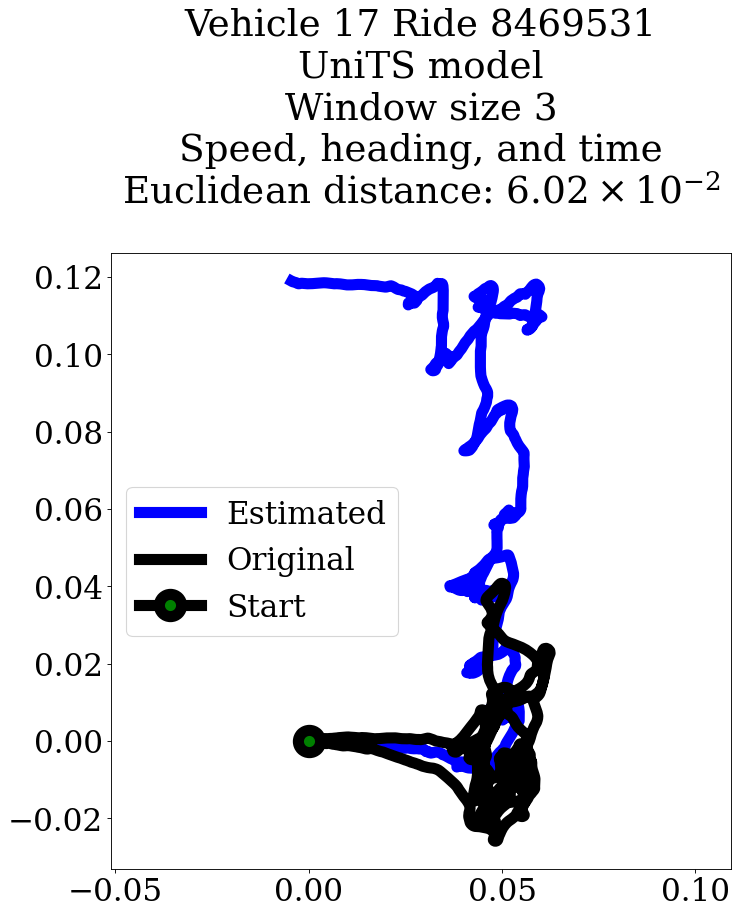 Vehicle 17 Ride 8469531
UniTS model
Window size 3
Speed, heading, and time
Euclidean distance: 6.02 × 10⁻²
0.12
0.10
0.08
0.06
0.04
0.02
0.00
−0.02
Estimated
Original
Start
−0.05 0.00 0.05 0.10